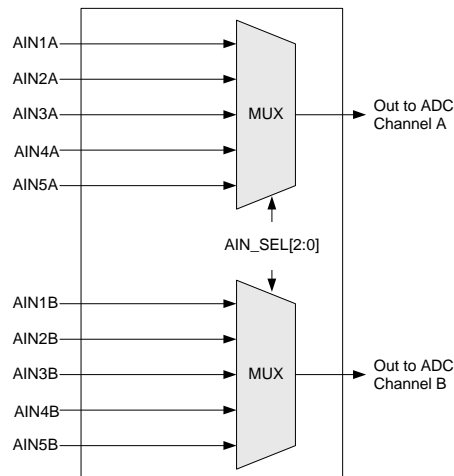 AIN1A
AIN2A
AIN3A
AIN4A
AIN5A
MUX
Out to ADC
Channel A
AIN_SEL[2:0]
AIN1B
AIN2B
AIN3B
AIN4B
AIN5B
MUX
Out to ADC
Channel B